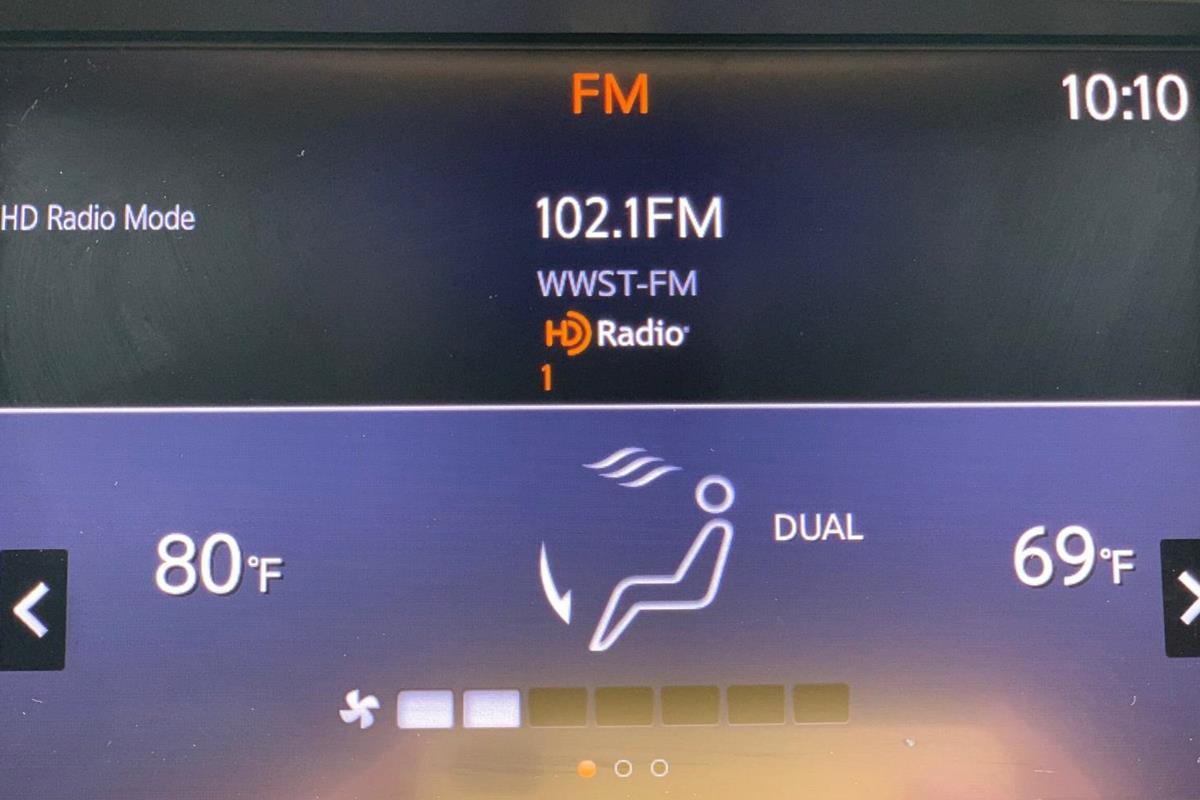 FM
10:10
HD Radio Mode
102.1FM
WWST-FM
HD Radio
1
DUAL
80°F
69°F